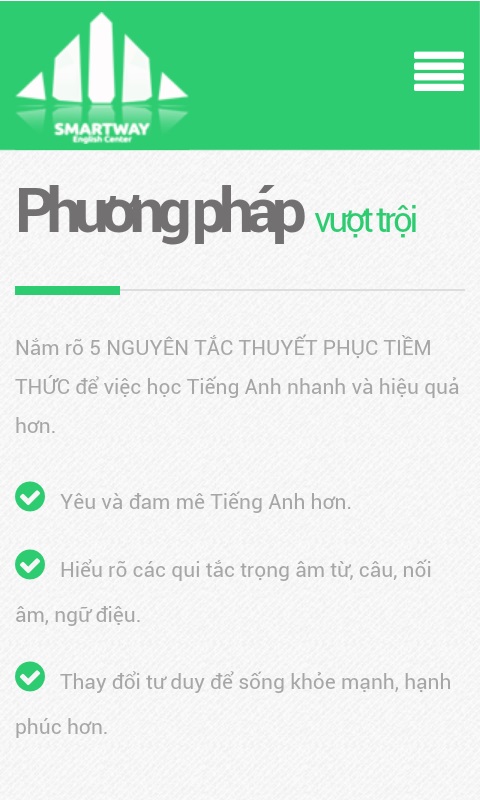 SMARTWAY
English Center
Phương pháp vượt trội
Nắm rõ 5 NGUYÊN TẮC THUYẾT PHỤC TIỀM
THỨC để việc học Tiếng Anh nhanh và hiệu quả
hơn.
Yêu và đam mê Tiếng Anh hơn.
Hiểu rõ các qui tắc trọng âm từ, câu, nối
âm, ngữ điệu.
Thay đổi tư duy để sống khỏe mạnh, hạnh
phúc hơn.